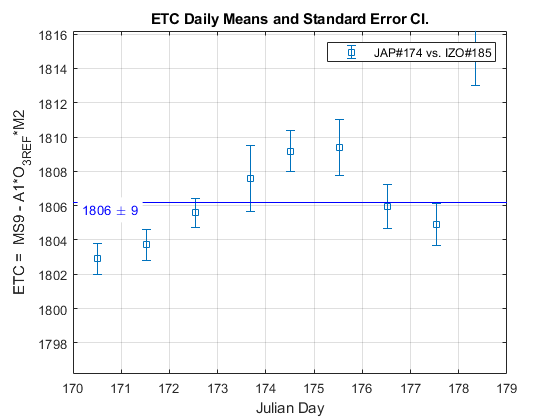 ETC Daily Means and Standard Error CI.
1816
JAP#174 vs. IZO#185
1814
1812
1810
1808
1806
1806 ± 9
1804
1802
1800
1798
ETC = MS9 - A1*O3REF*M2
170 171 172 173 174 175 176 177 178 179
Julian Day